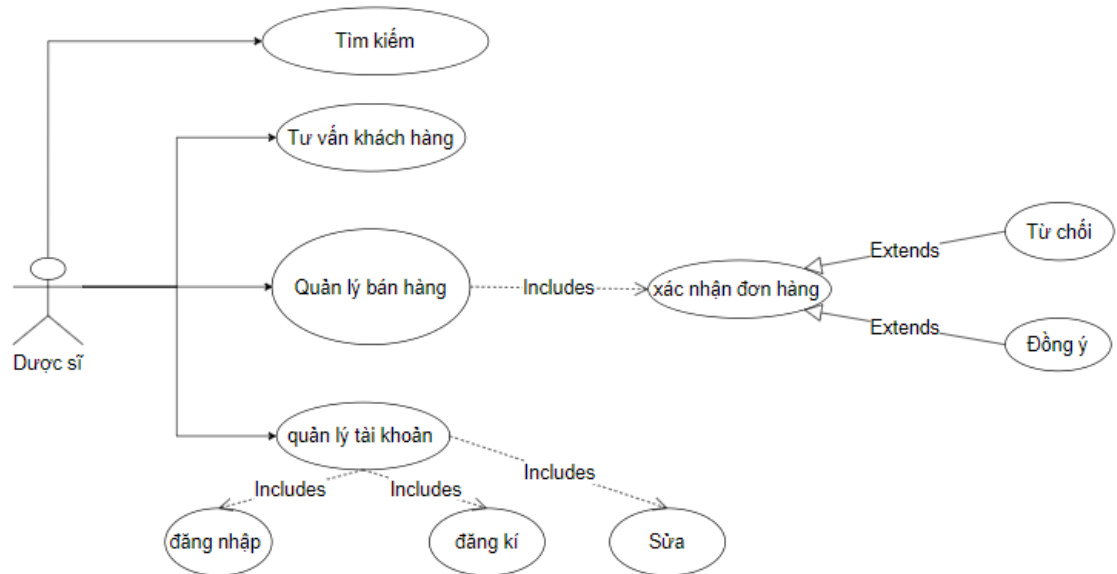 Tìm kiếm
Tư vấn khách hàng
Từ chối
Extends
Quản lý bán hàng
Includes
xác nhận đơn hàng
Extends
Đồng ý
Dược sĩ
quản lý tài khoản
Includes
Includes
Includes
đăng nhập
đăng kí
Sửa